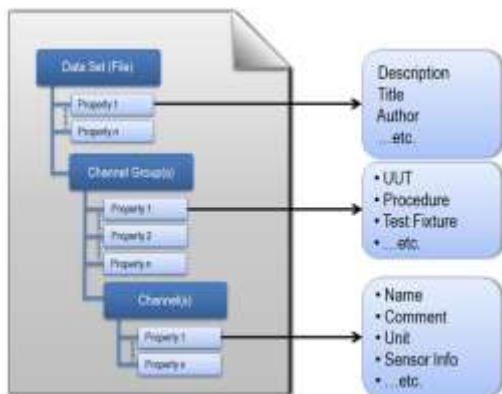 Data Set (File)
Property 1
Property n
Channel Group(s)
Property 1
Property 2
Property n
Channel(s)
Property 1
Property n
Description
Title
Author
...etc.
• UUT
• Procedure
• Test Fixture
• ...etc.
• Name
• Comment
• Unit
• Sensor Info
• ...etc.